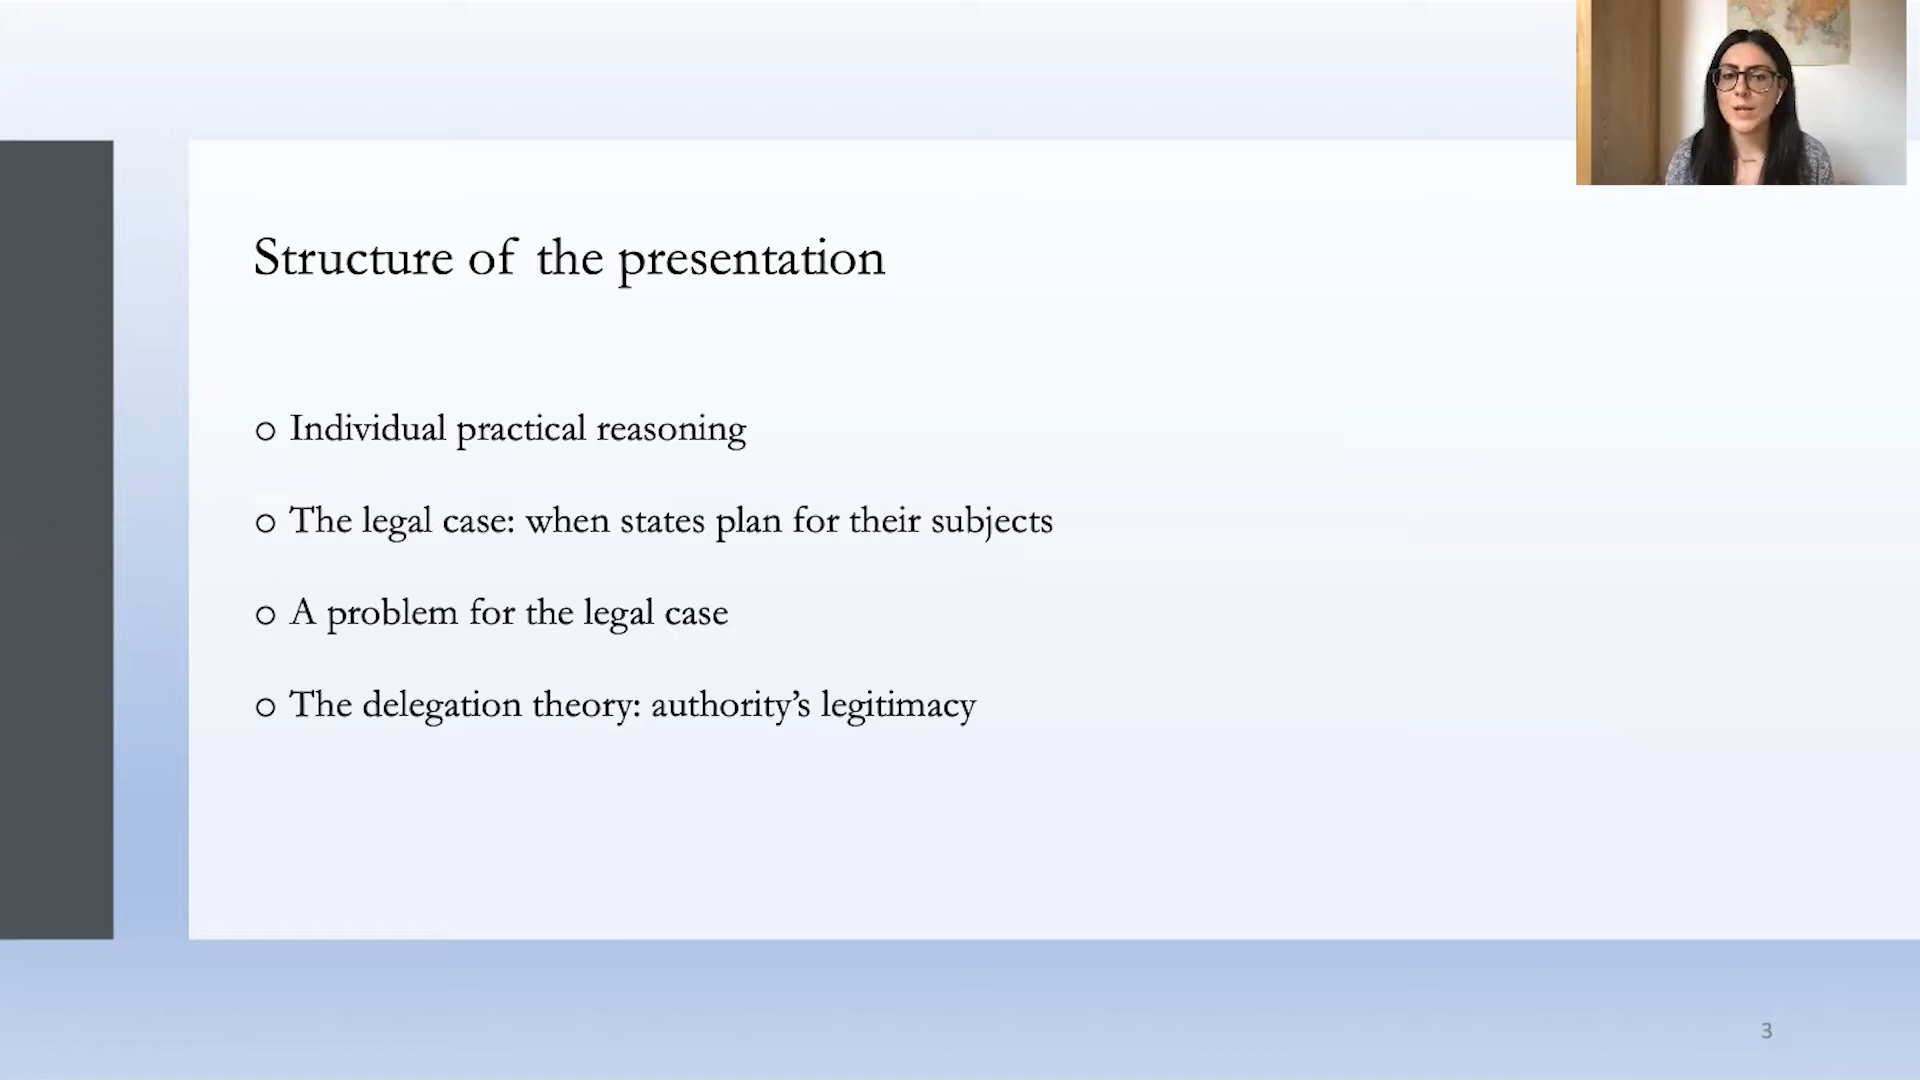 Structure of the presentation
o Individual practical reasoning
o The legal case: when states plan for their subjects
o A problem for the legal case
o The delegation theory: authority’s legitimacy
3